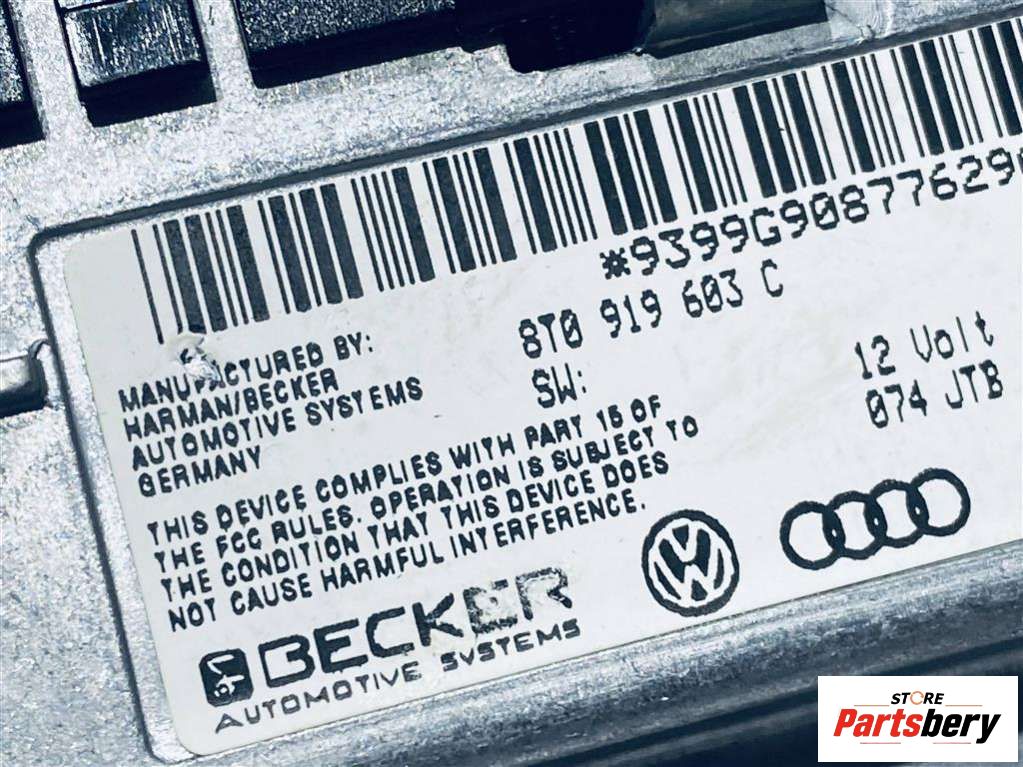 *9399G90877629
8T0 919 603 C
SW:
12 Volt
074 JTB
MANUFACTURED BY:
HARMAN/BECKER
AUTOMOTIVE SYSTEMS
GERMANY
THIS DEVICE COMPLIES WITH PART 15 OF
THE FCC RULES. OPERATION IS SUBJECT TO
THE CONDITION THAT THIS DEVICE DOES
NOT CAUSE HARMFUL INTERFERENCE.
BECKER
AUTOMOTIVE SYSTEMS
VW
STORE
Partsbery